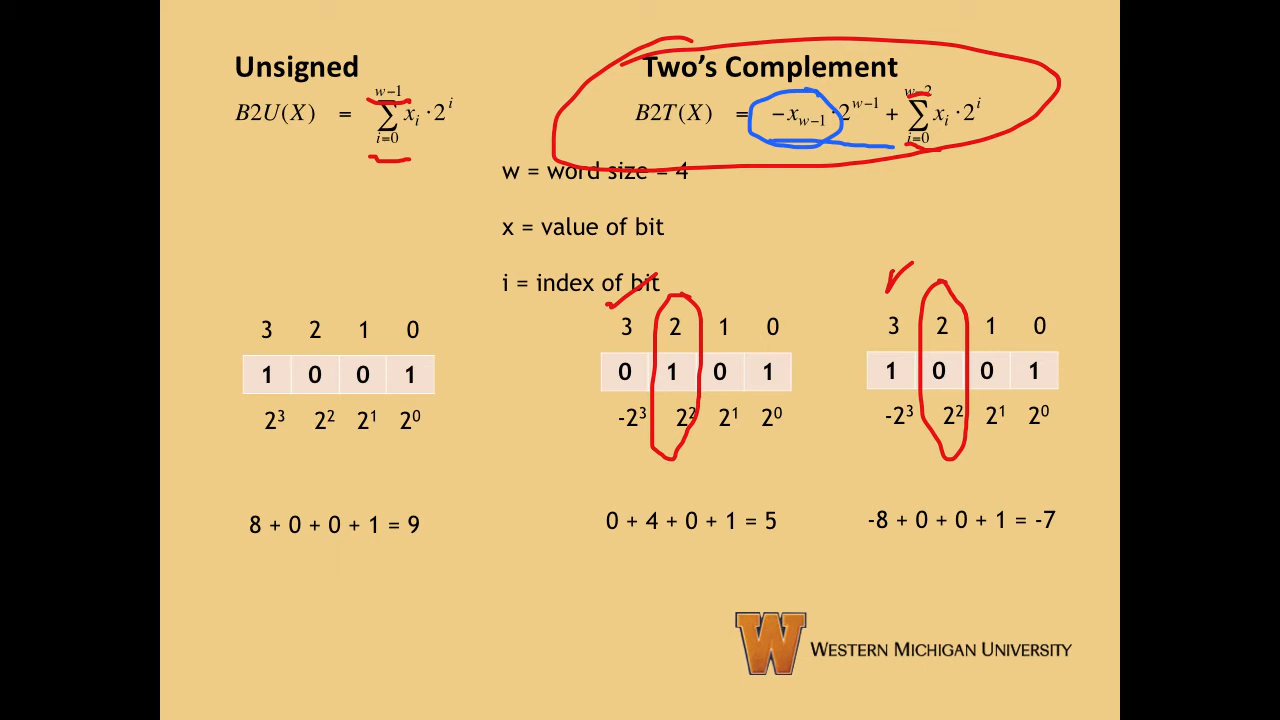 Unsigned
B2U(X) = ∑_{i=0}^{w−1} x_i · 2^i
Two's Complement
B2T(X) = −x_{w−1} · 2^{w−1} + ∑_{i=0}^{w−2} x_i · 2^i
w = word size = 4
x = value of bit
i = index of bit
3 2 1 0
1 0 0 1
2³ 2² 2¹ 2⁰
8 + 0 + 0 + 1 = 9
3 2 1 0
0 1 0 1
-2³ 2² 2¹ 2⁰
0 + 4 + 0 + 1 = 5
3 2 1 0
1 0 0 1
-2³ 2² 2¹ 2⁰
-8 + 0 + 0 + 1 = -7
W WESTERN MICHIGAN UNIVERSITY